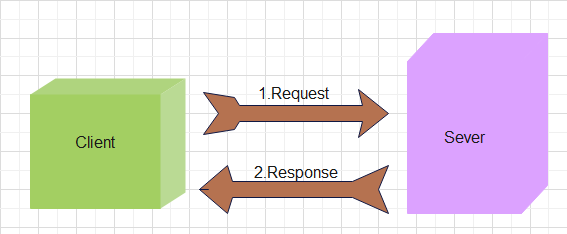 1.Request
Client
Sever
2.Response